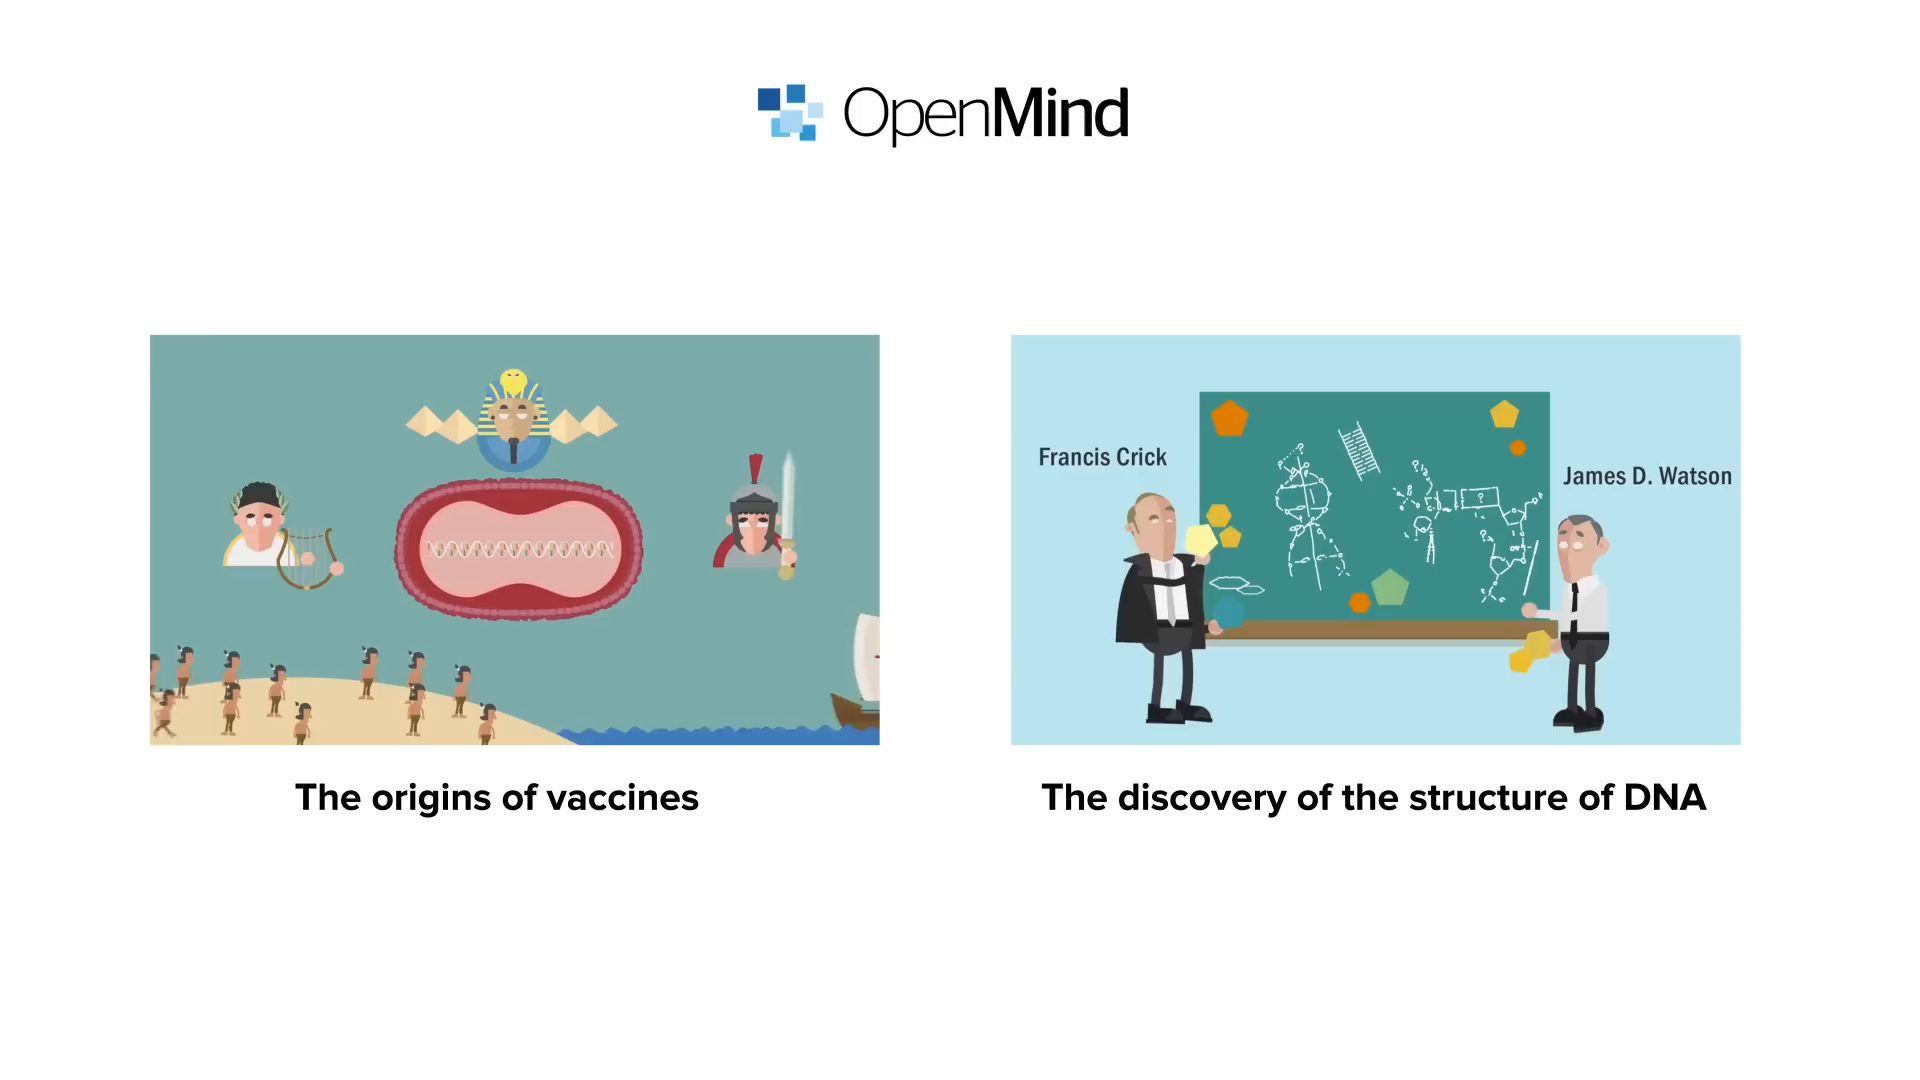 OpenMind
Francis Crick
James D. Watson
The origins of vaccines
The discovery of the structure of DNA